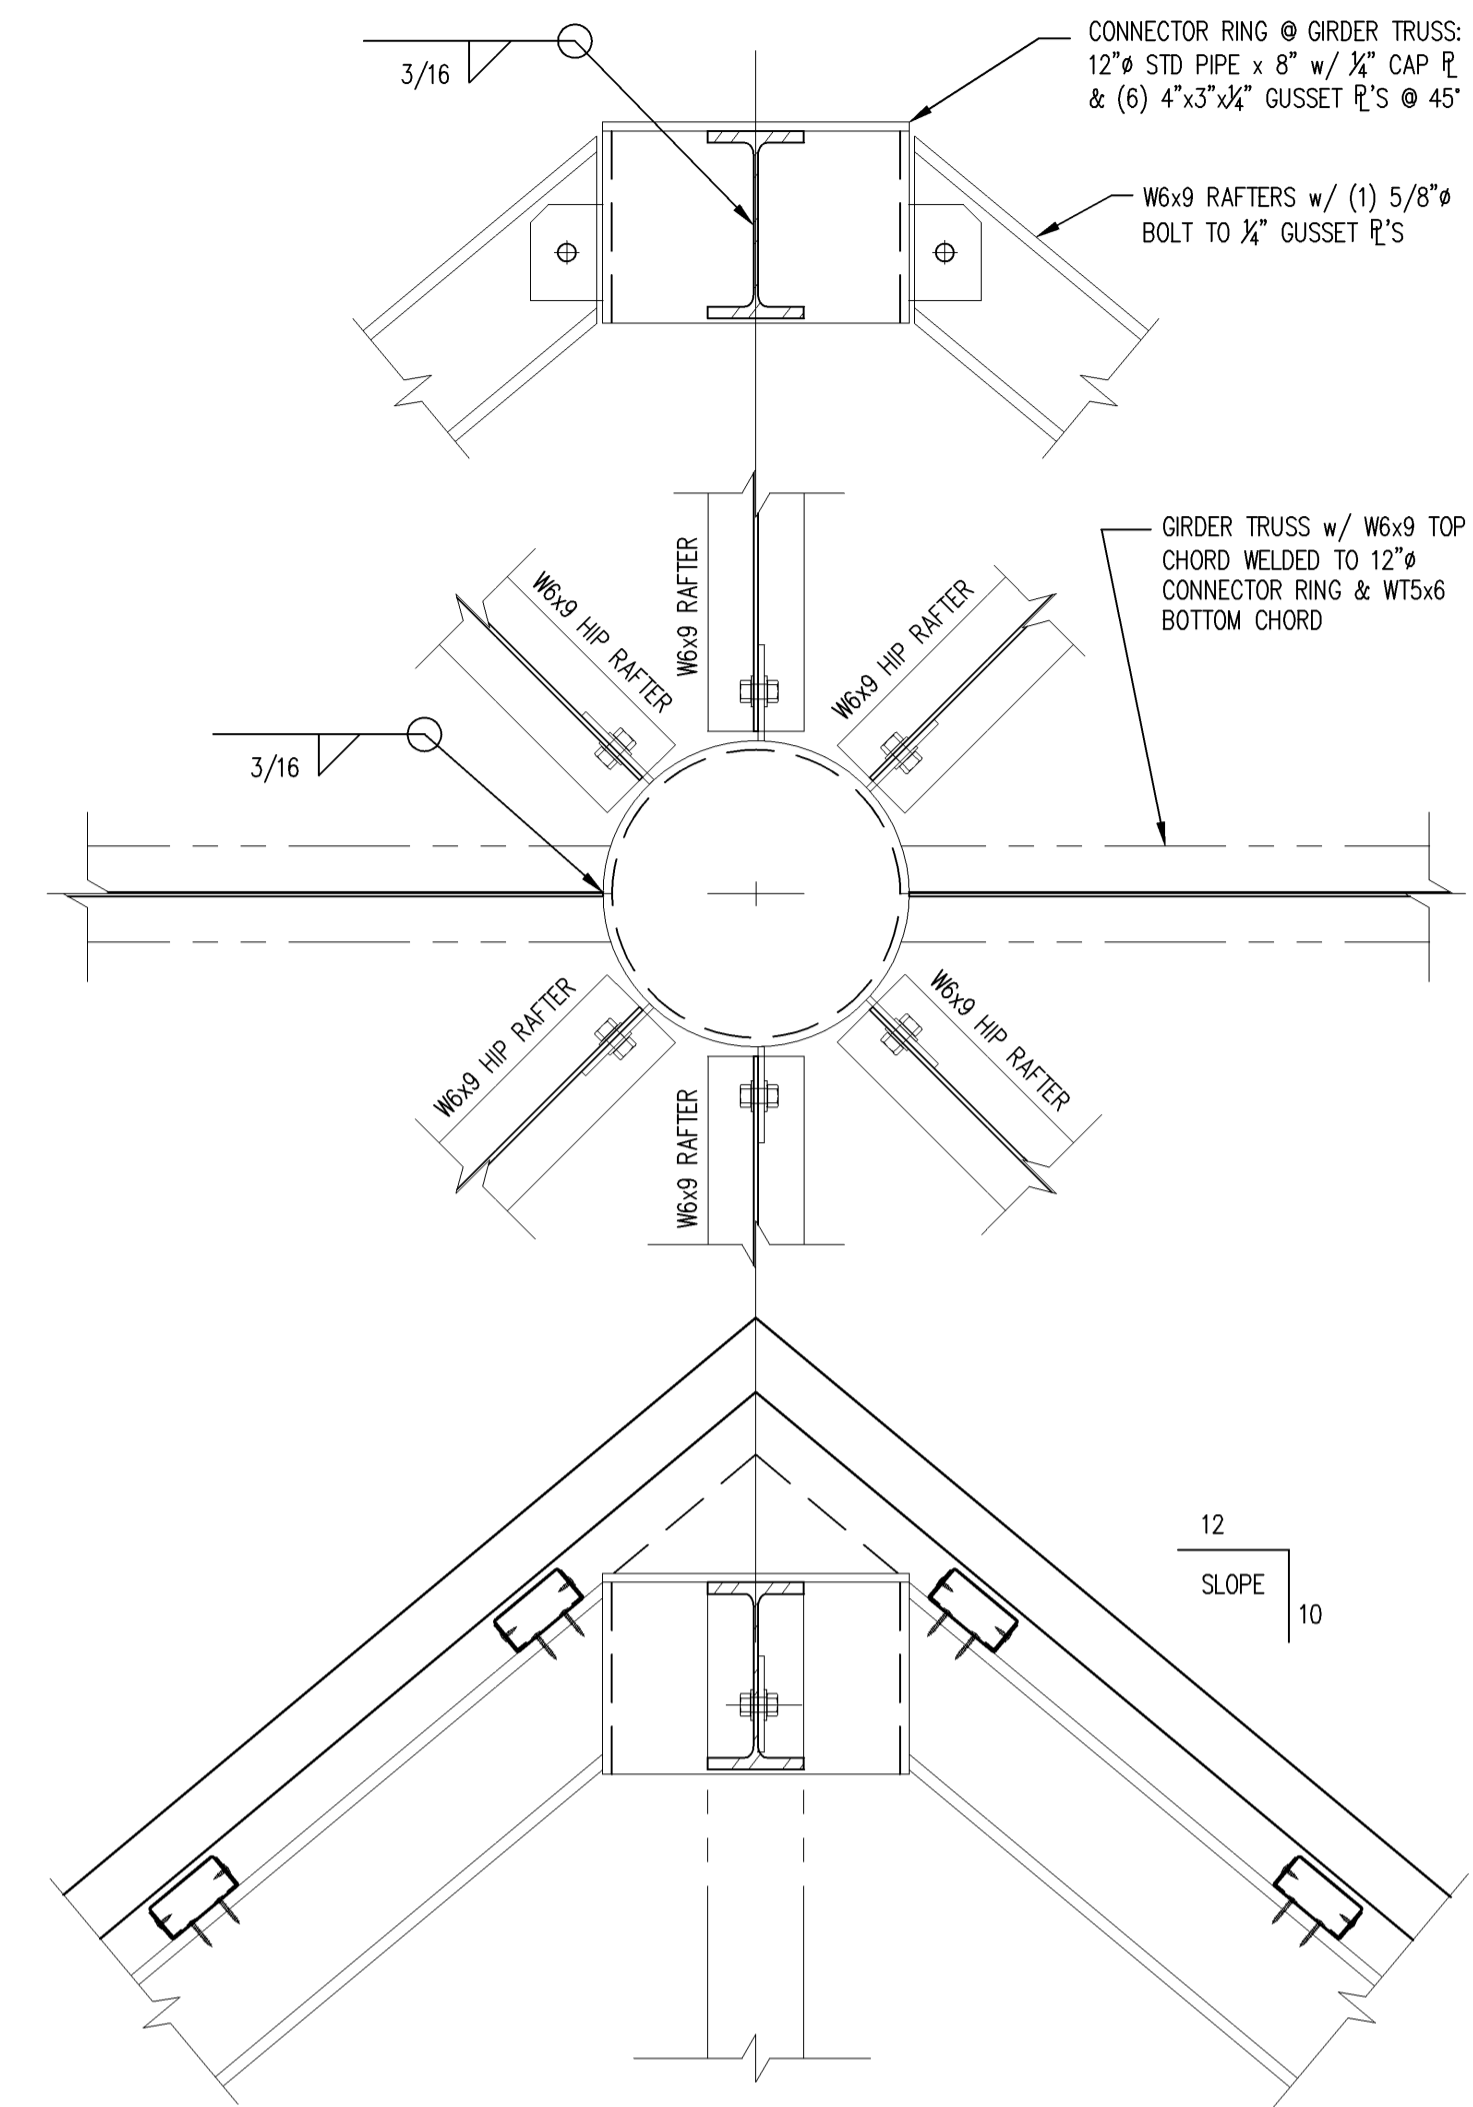 3/16
CONNECTOR RING @ GIRDER TRUSS:
12"ø STD PIPE x 8" w/ ¼" CAP ℄
& (6) 4"x3"x¼" GUSSET ℄'S @ 45°
W6x9 RAFTERS w/ (1) 5/8"ø
BOLT TO ¼" GUSSET ℄'S
GIRDER TRUSS w/ W6x9 TOP
CHORD WELDED TO 12"ø
CONNECTOR RING & WT5x6
BOTTOM CHORD
W6x9 HIP RAFTER
W6x9 RAFTER
W6x9 HIP RAFTER
3/16
W6x9 HIP RAFTER
W6x9 RAFTER
W6x9 HIP RAFTER
12
SLOPE
10